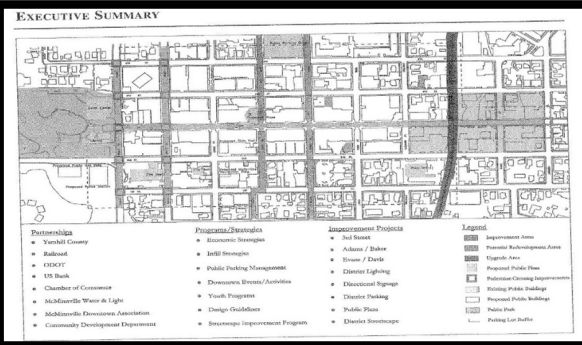 EXECUTIVE SUMMARY
Partnerships
Yamhill County
Railroad
ODOT
US Bank
Chamber of Commerce
McMinnville Water & Light
McMinnville Downtown Association
Community Development Department
Programs/Strategies
Economic Strategies
Infill Strategies
Public Parking Management
Downtown Events/Activities
Youth Programs
Design Guidelines
Streetscape Improvement Program
Improvement Projects
3rd Street
Adams / Baker
Evans / Davis
District Lighting
Directional Signage
District Parking
Public Plaza
District Streetscape
Legend
Improvement Area
Potential Redevelopment Area
Upgrade Area
Proposed Public Plaza
Pedestrian Crossing Improvements
Existing Public Buildings
Proposed Public Buildings
Public Park
Parking Lot Buffer